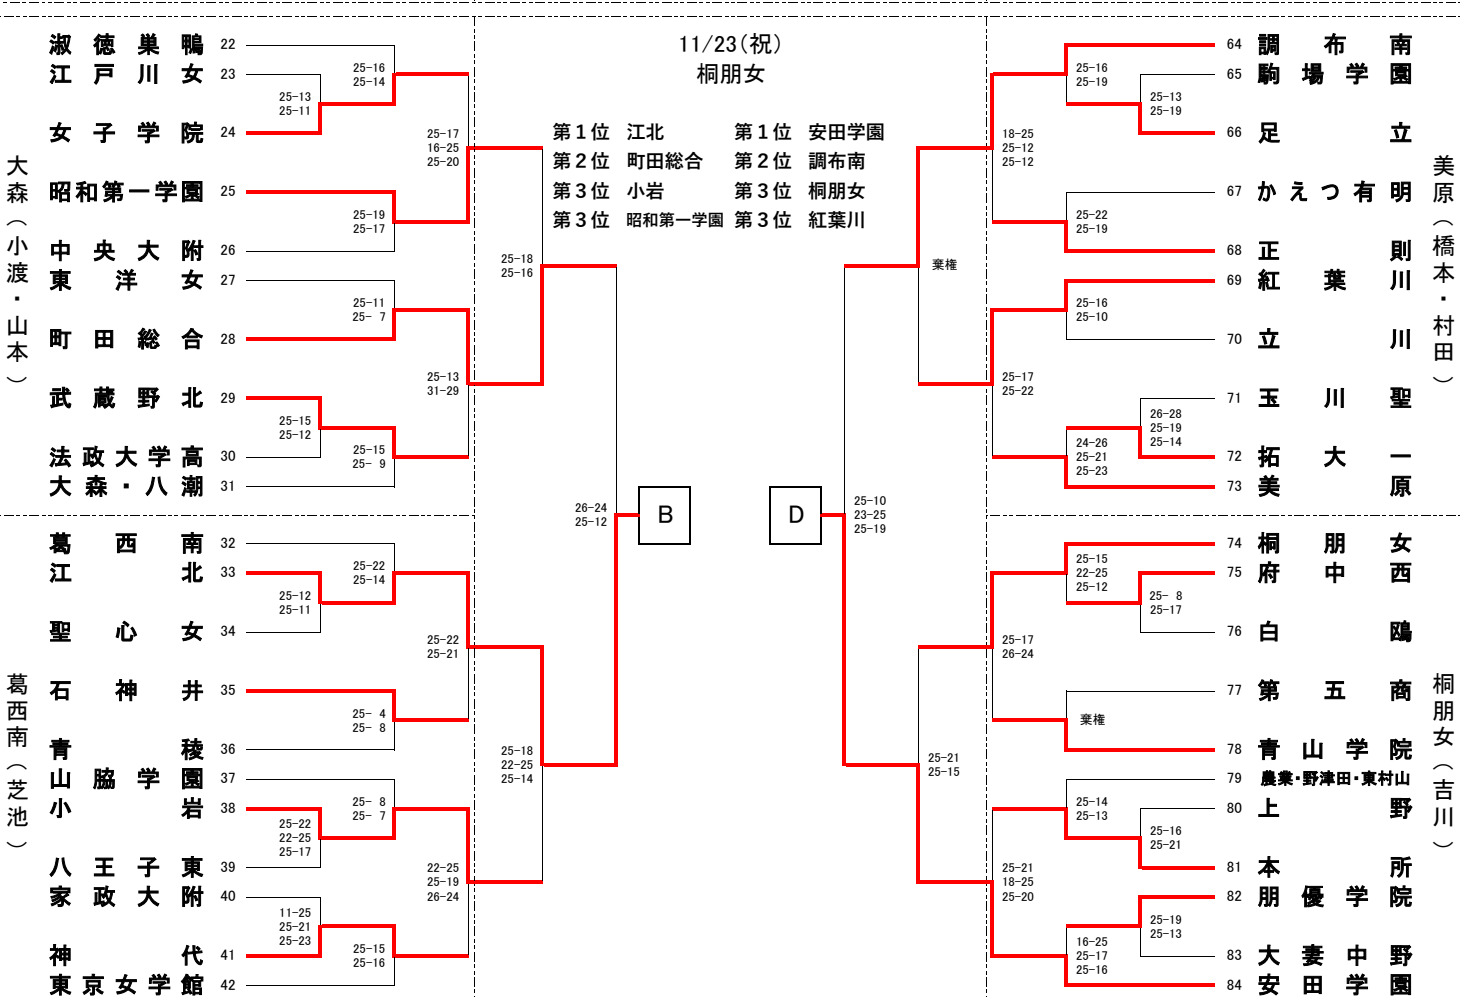 11/23(祝)
桐朋女
第１位 江北 第１位 安田学園
第２位 町田総合 第２位 調布南
第３位 小岩 第３位 桐朋女
第３位 昭和第一学園 第３位 紅葉川
大森（小渡・山本）
淑徳巣鴨 22
江戸川女 23
女子学院 24
昭和第一学園 25
中央大附 26
東洋女 27
町田総合 28
武蔵野北 29
法政大学高 30
大森・八潮 31
25-13
25-11
25-16
25-14
25-19
25-17
25-17
16-25
25-20
25-11
25- 7
25-15
25-12
25-15
25- 9
25-13
31-29
25-18
25-16
葛西南（芝池）
葛西南 32
江北 33
聖心女 34
石神井 35
青稜 36
山脇学園 37
小岩 38
八王子東 39
家政大附 40
神代 41
東京女学館 42
25-12
25-11
25-22
25-14
25- 4
25- 8
25-22
25-21
25-22
22-25
25-17
25- 8
25- 7
11-25
25-21
25-23
25-15
25-16
22-25
25-19
26-24
25-18
22-25
25-14
26-24
25-12
B
D
25-10
23-25
25-19
美原（橋本・村田）
64 調布南
65 駒場学園
66 足立
67 かえつ有明
68 正則
69 紅葉川
70 立川
71 玉川聖
72 拓大一
73 美原
25-16
25-19
25-13
25-19
18-25
25-12
25-12
25-22
25-19
棄権
25-16
25-10
25-17
25-22
26-28
25-19
25-14
24-26
25-21
25-23
桐朋女（吉川）
74 桐朋女
75 府中西
76 白鴎
77 第五商
78 青山学院
79 農業・野津田・東村山
80 上野
81 本所
82 朋優学院
83 大妻中野
84 安田学園
25-15
22-25
25-12
25- 8
25-17
25-17
26-24
棄権
25-21
25-15
25-14
25-13
25-16
25-21
25-21
18-25
25-20
25-19
25-13
16-25
25-17
25-16